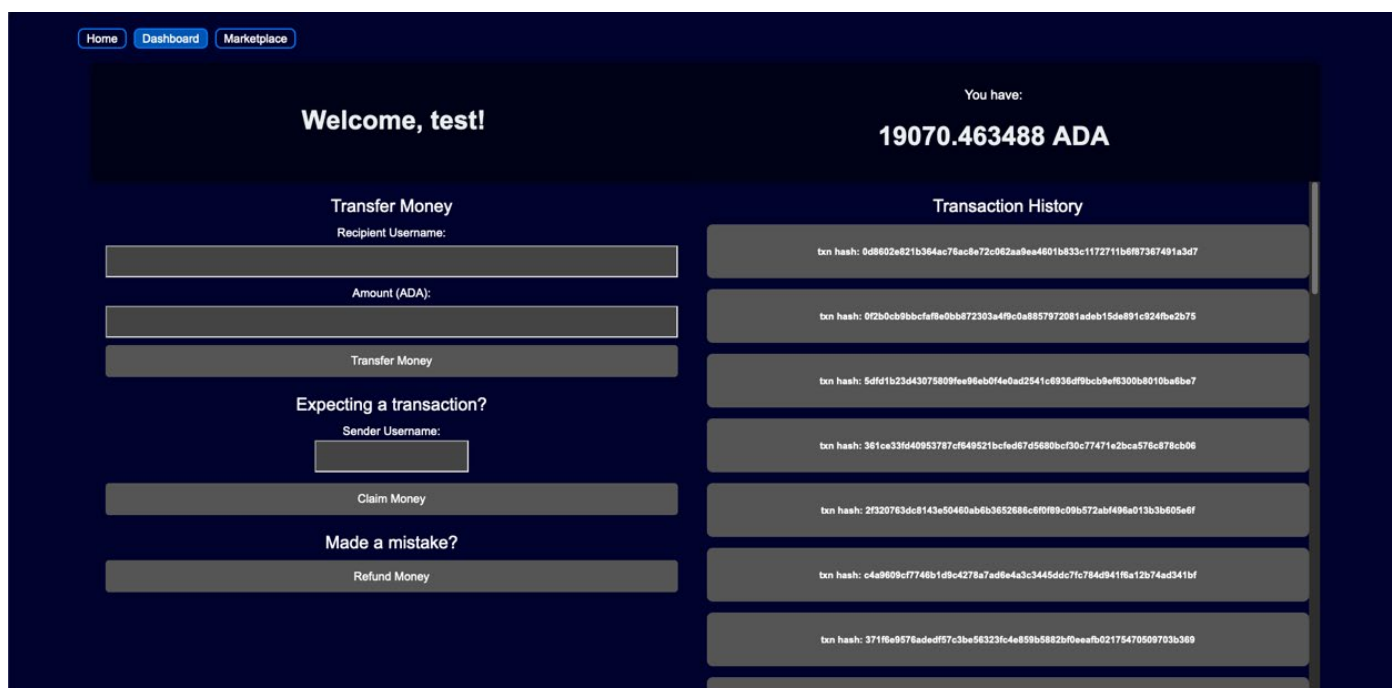 Home Dashboard Marketplace
Welcome, test!
You have:
19070.463488 ADA
Transfer Money
Recipient Username:
Amount (ADA):
Transfer Money
Expecting a transaction?
Sender Username:
Claim Money
Made a mistake?
Refund Money
Transaction History
txn hash: 0d8602e821b364ac76ac8e72c062aa9ea4601b833c1172711b6f87367491a3d7
txn hash: 0f2b0cb9bbcfaf8e0bb872303a4f9c0a8857972081adeb15de891c924fbe2b75
txn hash: 5dfd1b23d43075809fee96eb0f4e0ad2541c6936df9bcb9ef6300b8010ba6be7
txn hash: 361ce33fd40953787cf649521bcfed67d5680bcf30c77471e2bca576c878cb06
txn hash: 2f320763dc8143e50460ab6b3652686c6f0f89c09b572abf496a013b3b605e6f
txn hash: c4a9609cf7746b1d9c4278a7ad6e4a3c3445ddc7fc784d941f6a12b74ad341bf
txn hash: 371f6e9576adedf57c3be56323fc4e859b5882bf0eeafb02175470509703b369